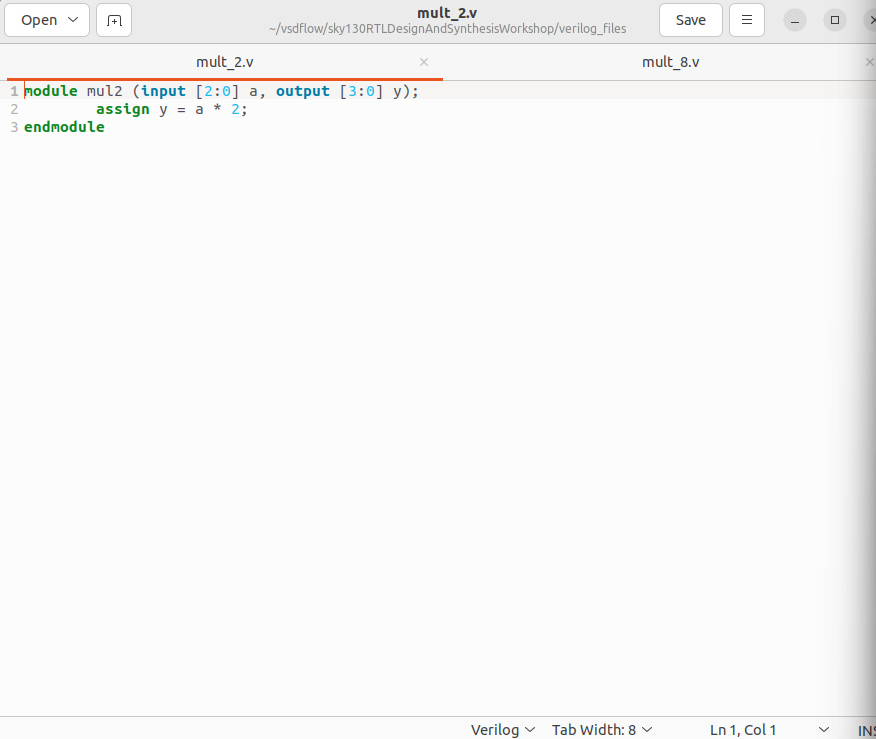 Open
mult_2.v
~/vsdflow/sky130RTLDesignAndSynthesisWorkshop/verilog_files
Save
mult_2.v
mult_8.v
1 module mul2 (input [2:0] a, output [3:0] y);
2 assign y = a * 2;
3 endmodule
Verilog Tab Width: 8 Ln 1, Col 1 INS